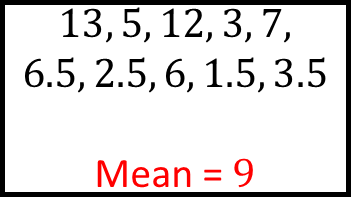 13, 5, 12, 3, 7,
6.5, 2.5, 6, 1.5, 3.5
Mean = 9